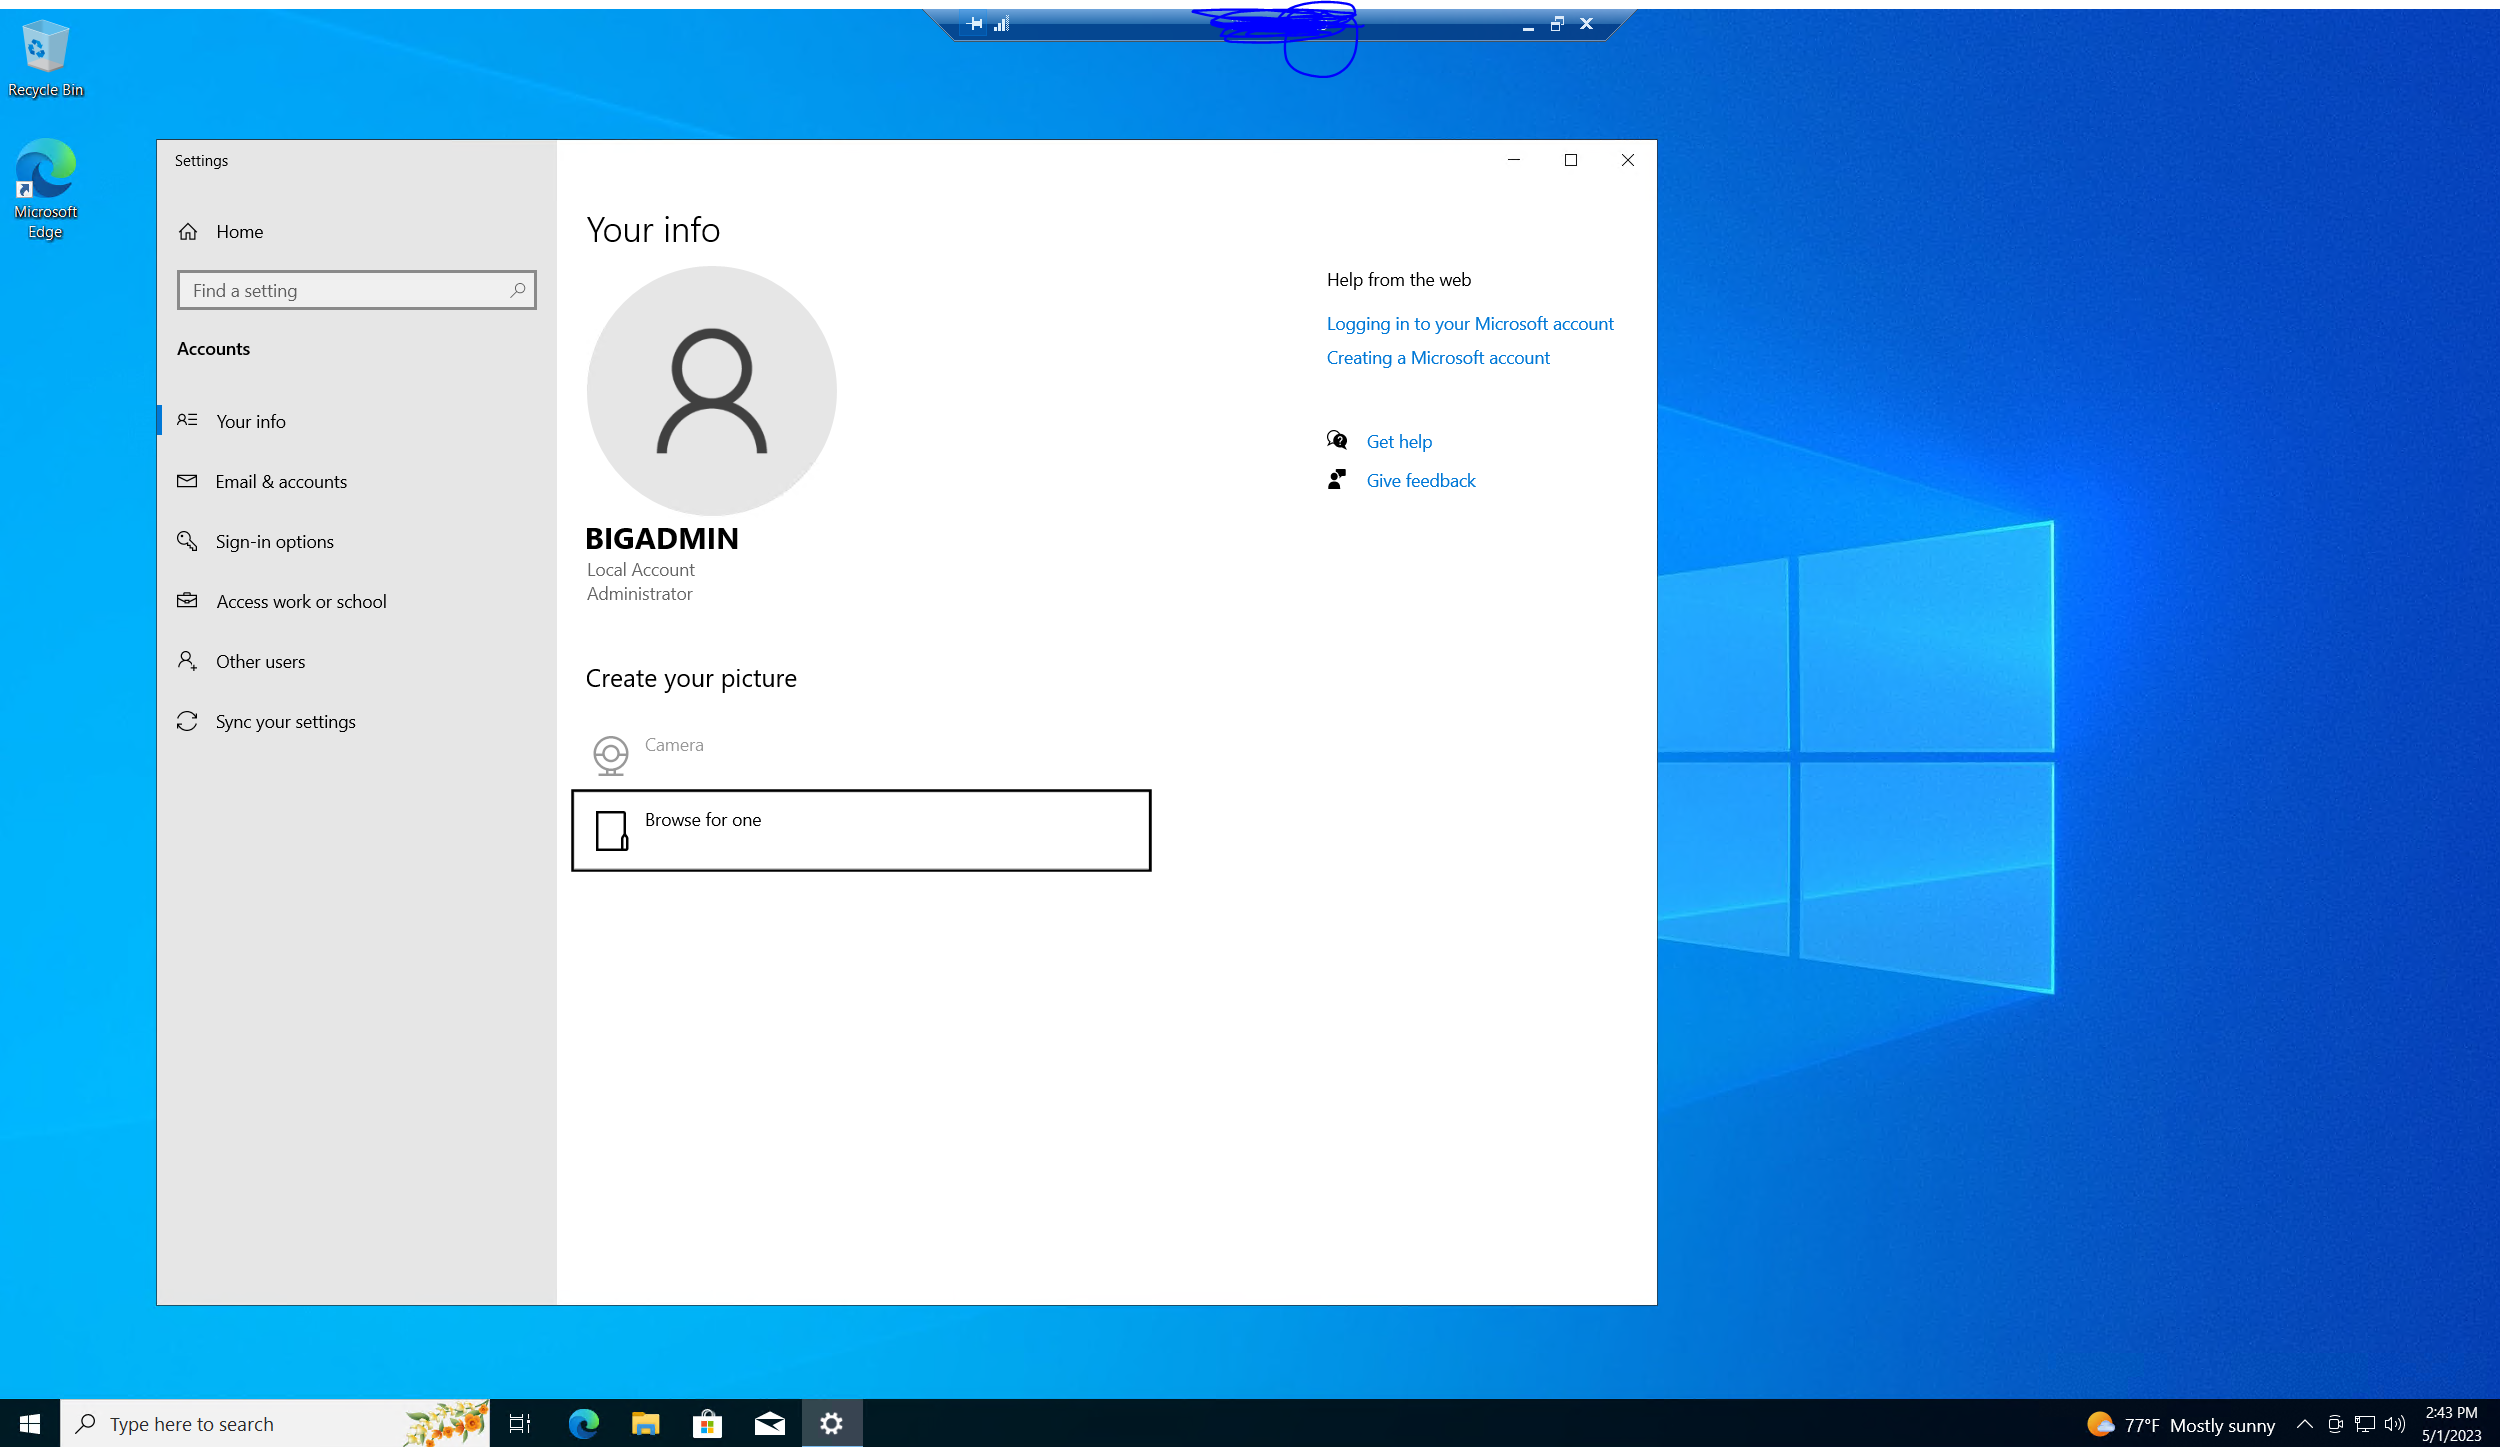 Recycle Bin
Microsoft
Edge
Settings
Home
Find a setting
Accounts
Your info
Email & accounts
Sign-in options
Access work or school
Other users
Sync your settings
Your info
BIGADMIN
Local Account
Administrator
Create your picture
Camera
Browse for one
Help from the web
Logging in to your Microsoft account
Creating a Microsoft account
Get help
Give feedback
Type here to search
77°F Mostly sunny
2:43 PM
5/1/2023